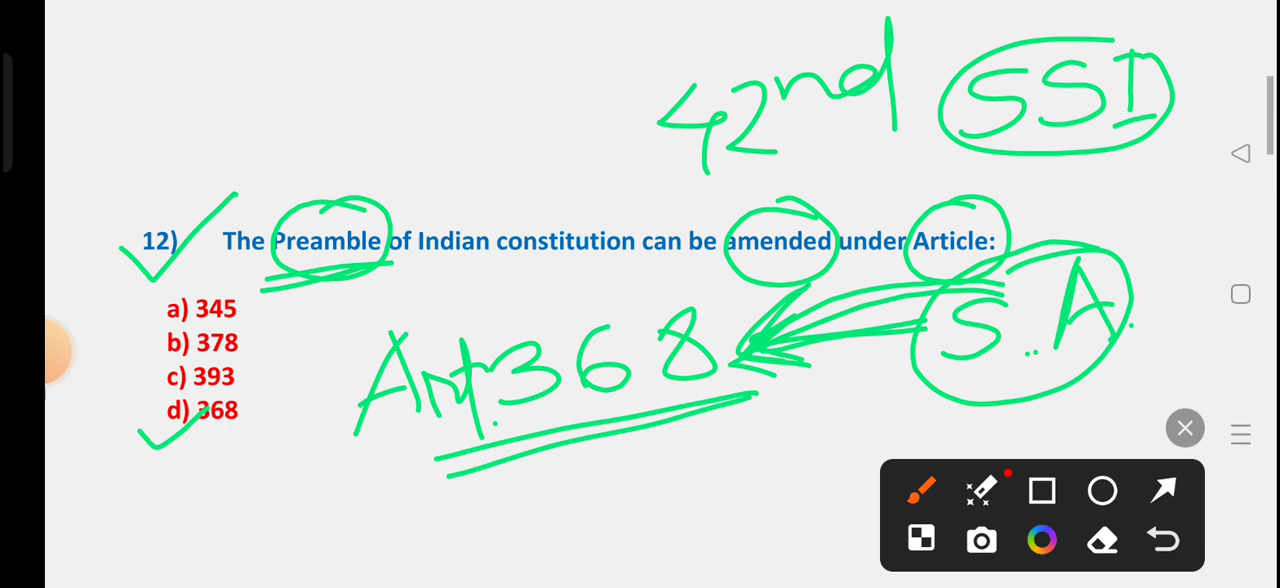 42nd SSI
12) The Preamble of Indian constitution can be amended under Article:
a) 345
b) 378
c) 393
d) 368
Art. 368
S.A.